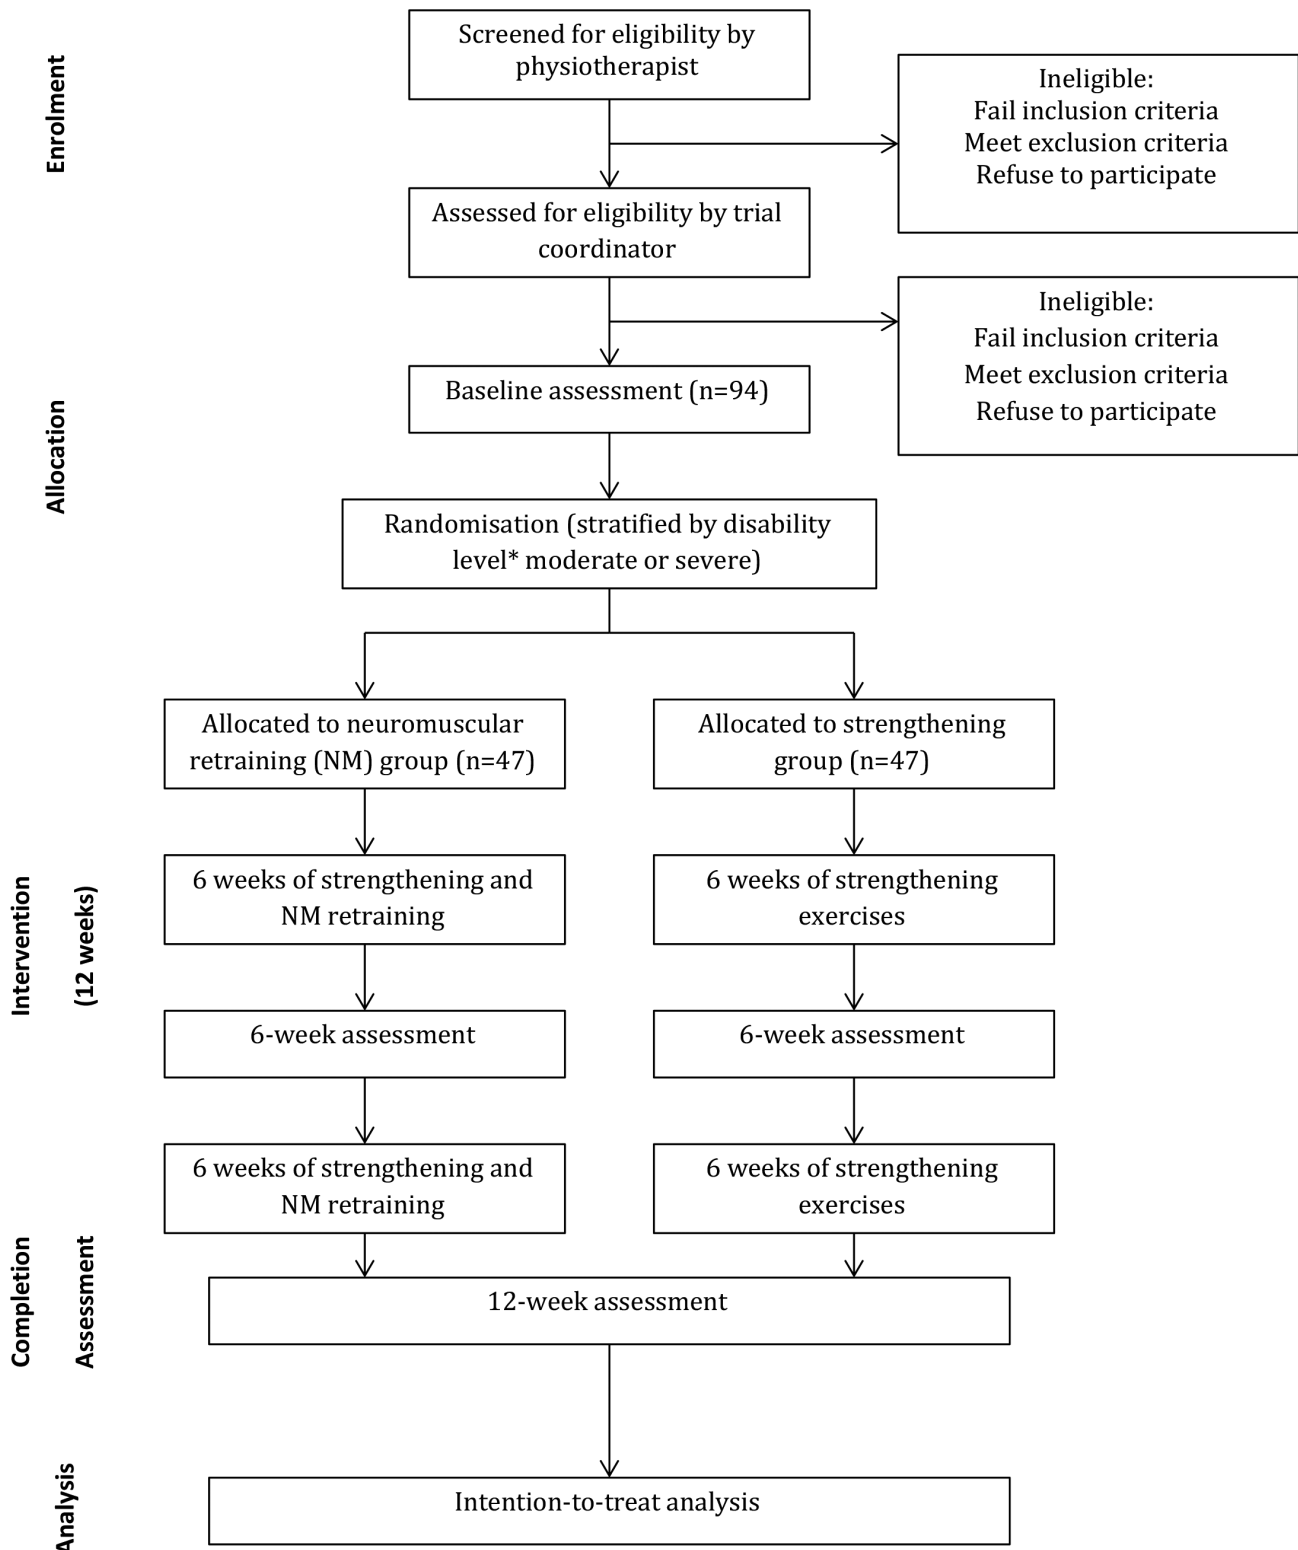 Enrolment
Screened for eligibility by
physiotherapist
Ineligible:
Fail inclusion criteria
Meet exclusion criteria
Refuse to participate
Assessed for eligibility by trial
coordinator
Ineligible:
Fail inclusion criteria
Meet exclusion criteria
Refuse to participate
Allocation
Baseline assessment (n=94)
Randomisation (stratified by disability
level* moderate or severe)
Allocated to neuromuscular
retraining (NM) group (n=47)
Allocated to strengthening
group (n=47)
Intervention
(12 weeks)
6 weeks of strengthening and
NM retraining
6 weeks of strengthening
exercises
6-week assessment
6-week assessment
6 weeks of strengthening and
NM retraining
6 weeks of strengthening
exercises
Completion
Assessment
12-week assessment
Analysis
Intention-to-treat analysis